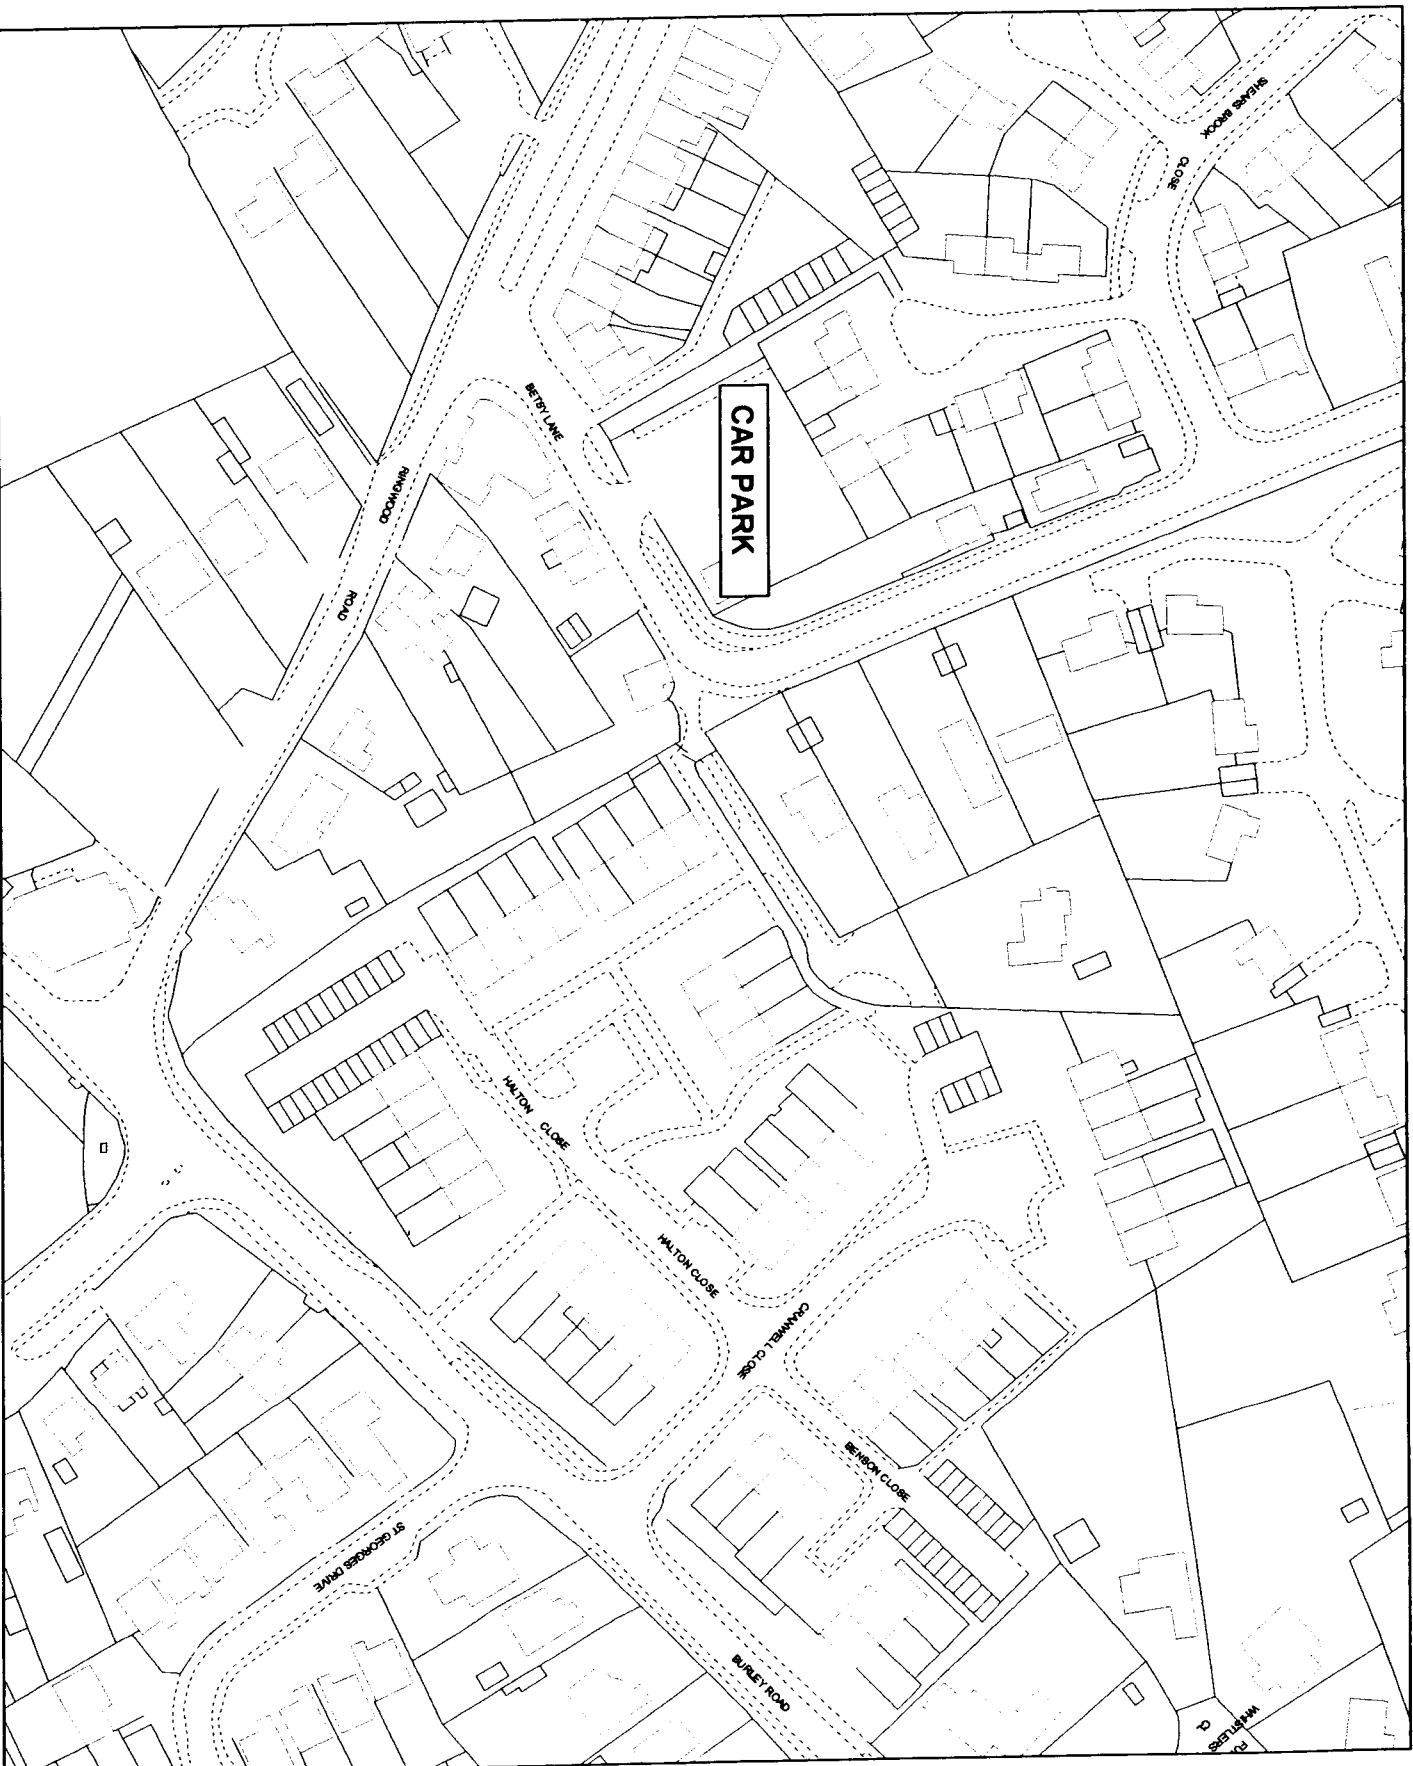 SHEARS BROOK
CLOSE
BETSY LANE
CAR PARK
RINGWOOD
ROAD
HALTON CLOSE
HALTON CLOSE
CRANWELL CLOSE
BENSON CLOSE
ST GEORGES DRIVE
BURLEY ROAD
WHISTLERS
CL